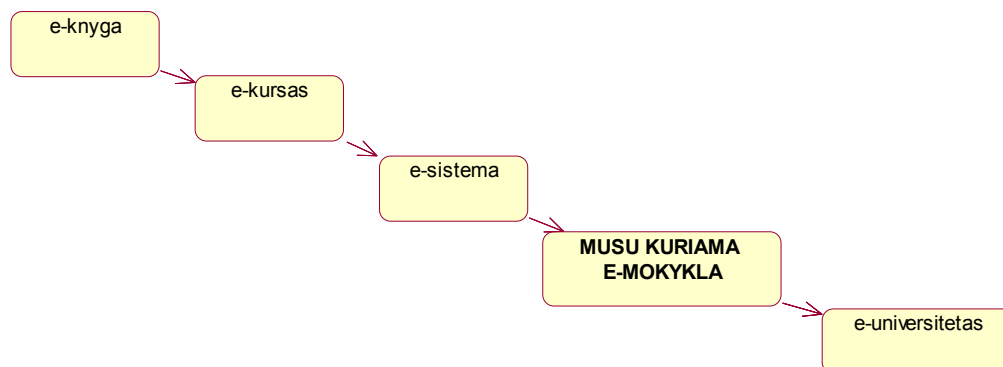 e-knyga
e-kursas
e-sistema
MUSU KURIAMA
E-MOKYKLA
e-universitetas